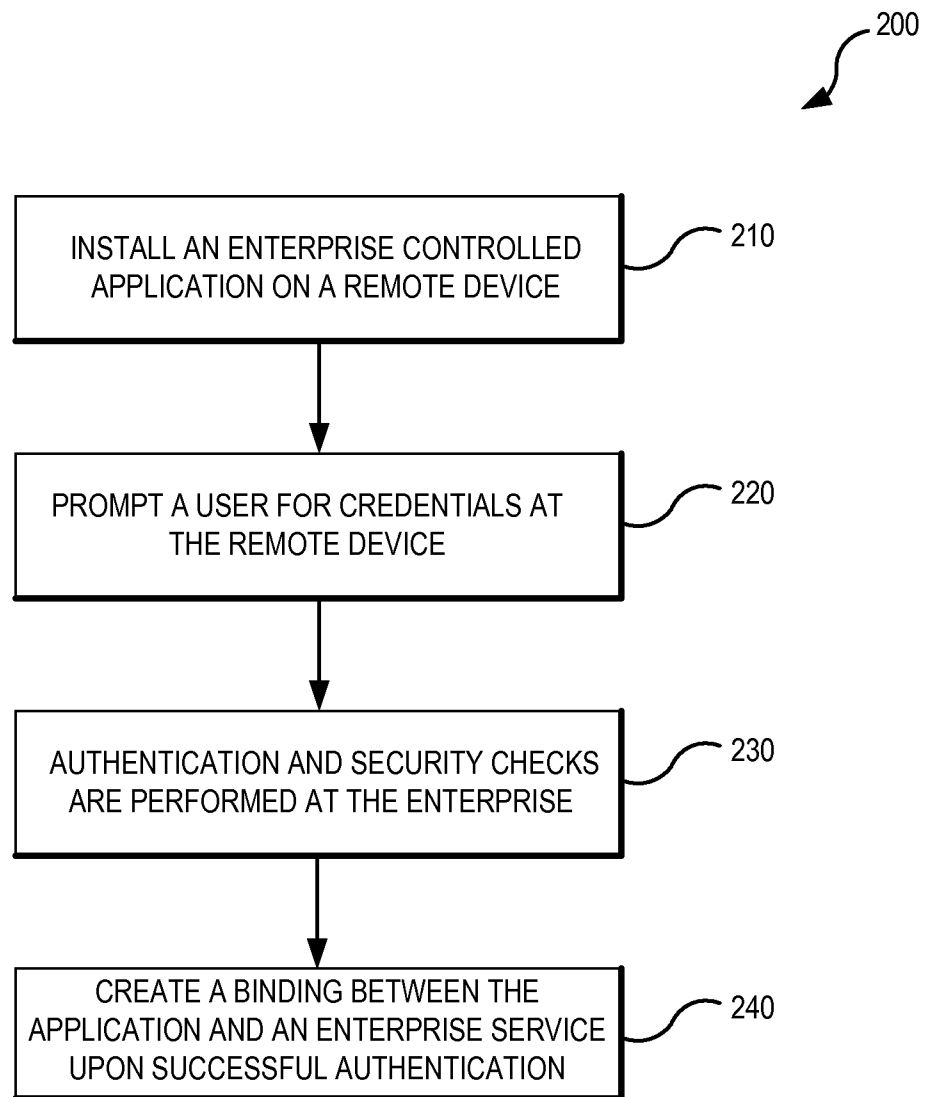 200
INSTALL AN ENTERPRISE CONTROLLED
APPLICATION ON A REMOTE DEVICE
210
PROMPT A USER FOR CREDENTIALS AT
THE REMOTE DEVICE
220
AUTHENTICATION AND SECURITY CHECKS
ARE PERFORMED AT THE ENTERPRISE
230
CREATE A BINDING BETWEEN THE
APPLICATION AND AN ENTERPRISE SERVICE
UPON SUCCESSFUL AUTHENTICATION
240